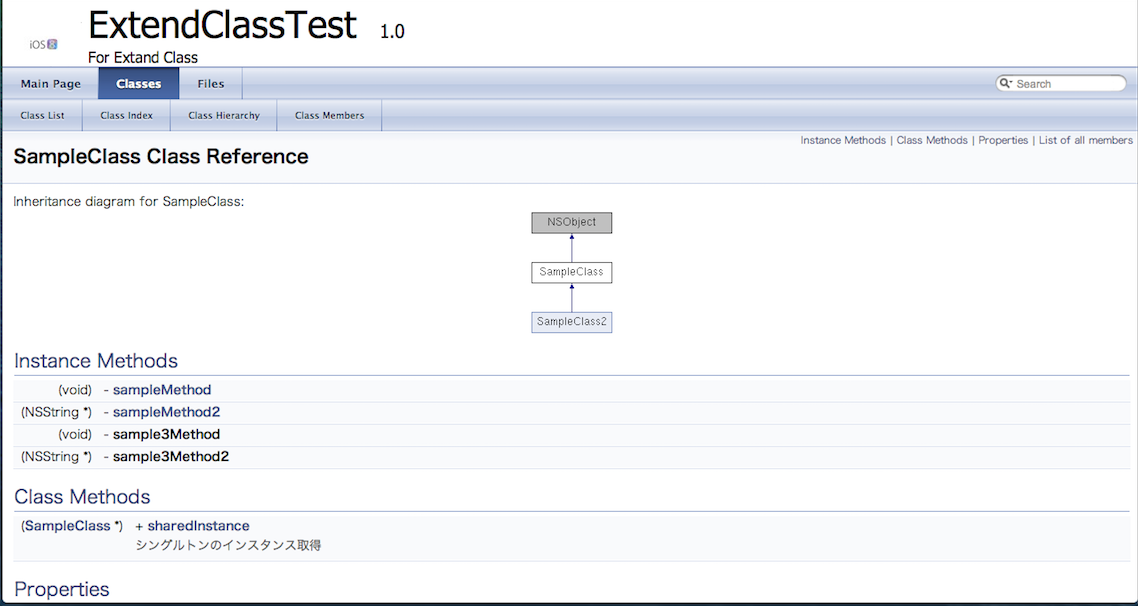 ExtendClassTest 1.0
iOS
For Extand Class
Main Page Classes Files Search
Class List Class Index Class Hierarchy Class Members
Instance Methods | Class Methods | Properties | List of all members
SampleClass Class Reference
Inheritance diagram for SampleClass:
NSObject
SampleClass
SampleClass2
Instance Methods
(void) - sampleMethod
(NSString *) - sampleMethod2
(void) - sample3Method
(NSString *) - sample3Method2
Class Methods
(SampleClass *) + sharedInstance
シングルトンのインスタンス取得
Properties